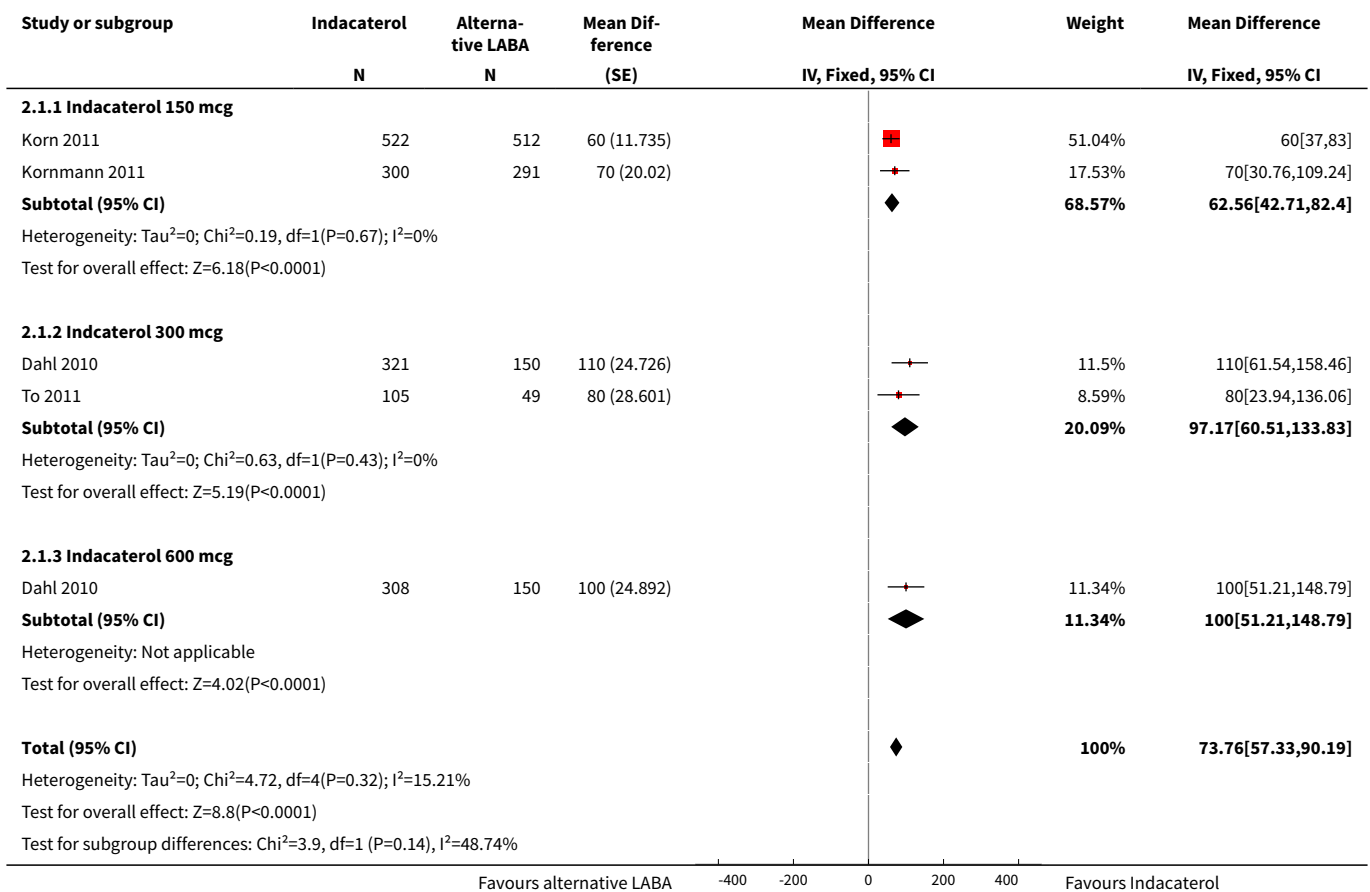 Study or subgroup Indacaterol Alterna- Mean Dif- Mean Difference Weight Mean Difference
tive LABA ference
N N (SE) IV, Fixed, 95% CI IV, Fixed, 95% CI
2.1.1 Indacaterol 150 mcg
Korn 2011 522 512 60 (11.735) 51.04% 60[37,83]
Kornmann 2011 300 291 70 (20.02) 17.53% 70[30.76,109.24]
Subtotal (95% CI) 68.57% 62.56[42.71,82.4]
Heterogeneity: Tau²=0; Chi²=0.19, df=1(P=0.67); I²=0%
Test for overall effect: Z=6.18(P<0.0001)
2.1.2 Indcaterol 300 mcg
Dahl 2010 321 150 110 (24.726) 11.5% 110[61.54,158.46]
To 2011 105 49 80 (28.601) 8.59% 80[23.94,136.06]
Subtotal (95% CI) 20.09% 97.17[60.51,133.83]
Heterogeneity: Tau²=0; Chi²=0.63, df=1(P=0.43); I²=0%
Test for overall effect: Z=5.19(P<0.0001)
2.1.3 Indacaterol 600 mcg
Dahl 2010 308 150 100 (24.892) 11.34% 100[51.21,148.79]
Subtotal (95% CI) 11.34% 100[51.21,148.79]
Heterogeneity: Not applicable
Test for overall effect: Z=4.02(P<0.0001)
Total (95% CI) 100% 73.76[57.33,90.19]
Heterogeneity: Tau²=0; Chi²=4.72, df=4(P=0.32); I²=15.21%
Test for overall effect: Z=8.8(P<0.0001)
Test for subgroup differences: Chi²=3.9, df=1 (P=0.14), I²=48.74%
Favours alternative LABA -400 -200 0 200 400 Favours Indacaterol